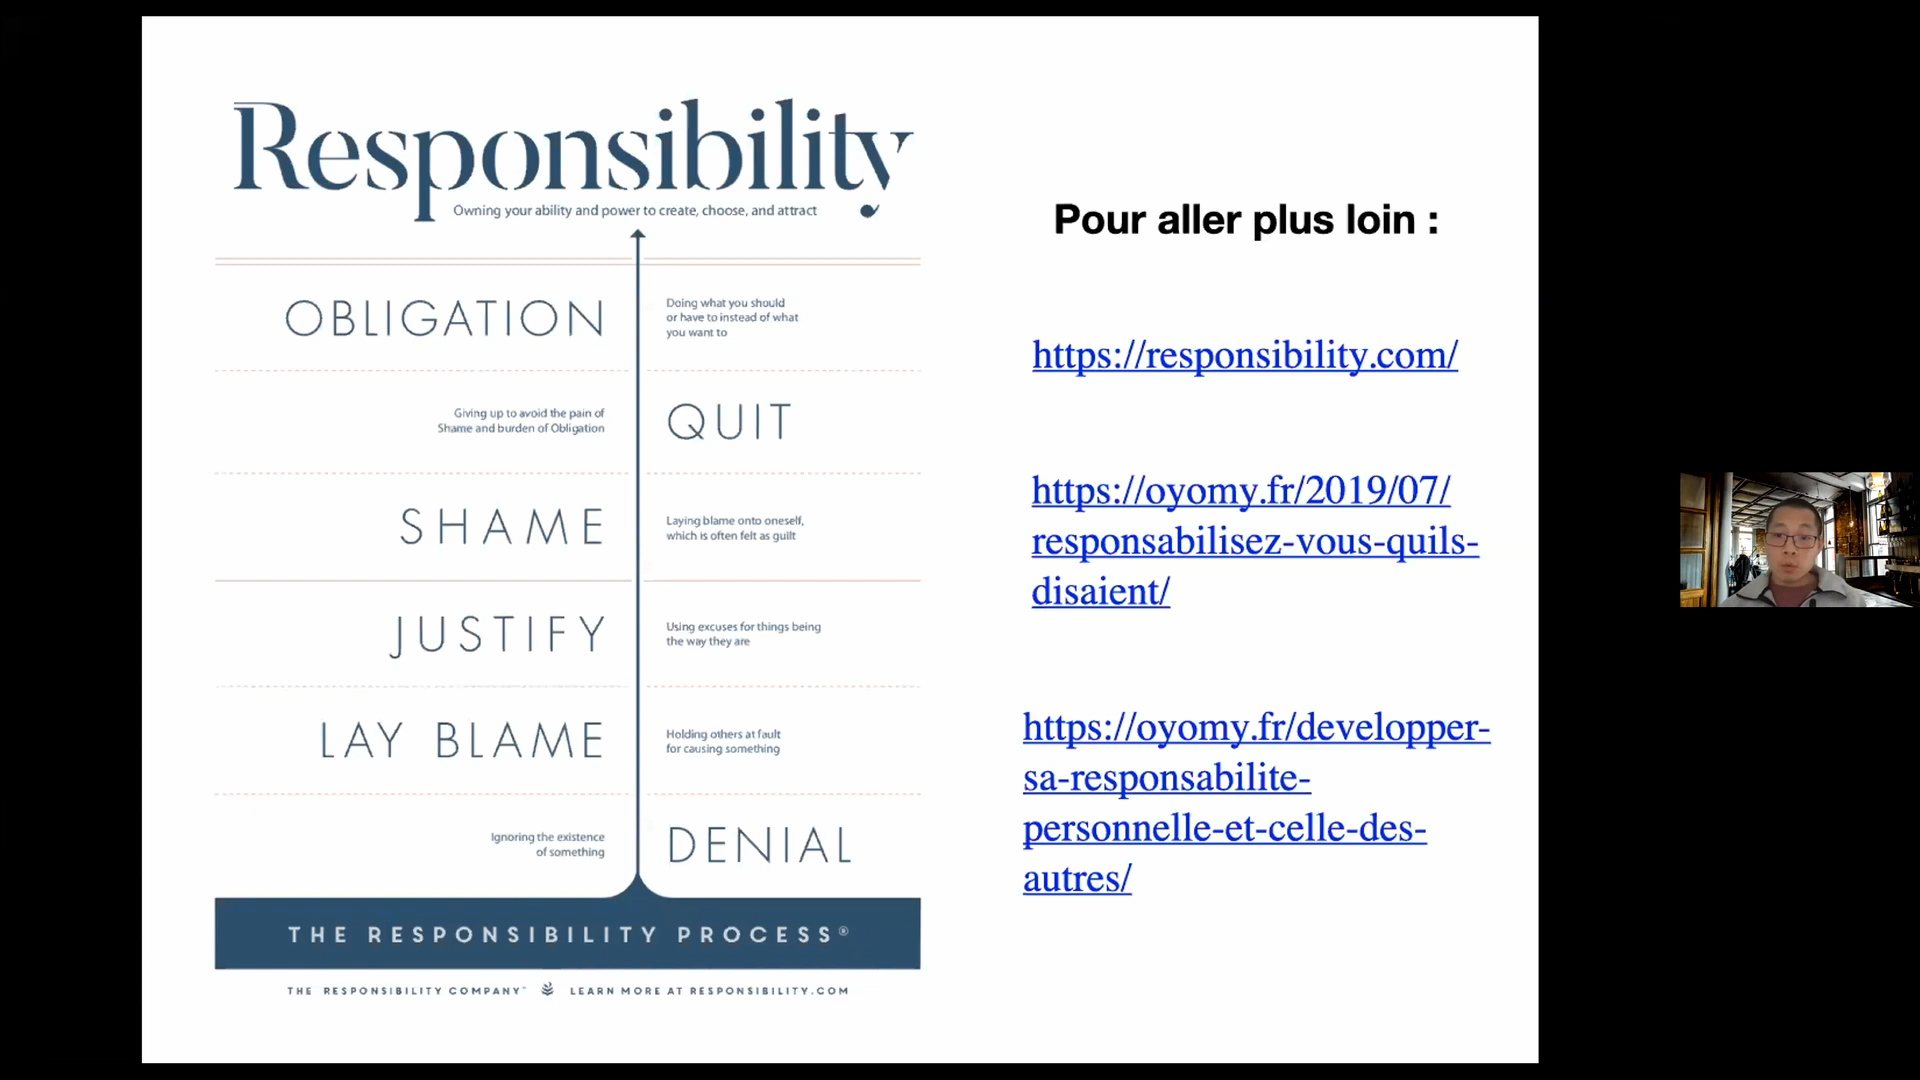 Responsibility
Owning your ability and power to create, choose, and attract
OBLIGATION
Doing what you should
or have to instead of what
you want to
Giving up to avoid the pain of
Shame and burden of Obligation
QUIT
SHAME
Laying blame onto oneself,
which is often felt as guilt
JUSTIFY
Using excuses for things being
the way they are
LAY BLAME
Holding others at fault
for causing something
Ignoring the existence
of something
DENIAL
THE RESPONSIBILITY PROCESS®
THE RESPONSIBILITY COMPANY™ LEARN MORE AT RESPONSIBILITY.COM
Pour aller plus loin :
https://responsibility.com/
https://oyomy.fr/2019/07/
responsabilisez-vous-quils-
disaient/
https://oyomy.fr/developper-
sa-responsabilite-
personnelle-et-celle-des-
autres/